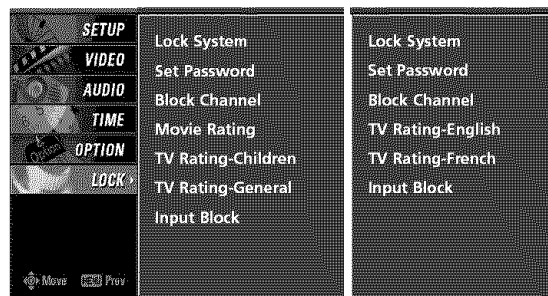 SETUP
VIDEO
AUDIO
TIME
OPTION
LOCK
Move
MENU Prev
Lock System
Set Password
Block Channel
Movie Rating
TV Rating-Children
TV Rating-General
Input Block
Lock System
Set Password
Block Channel
TV Rating-English
TV Rating-French
Input Block